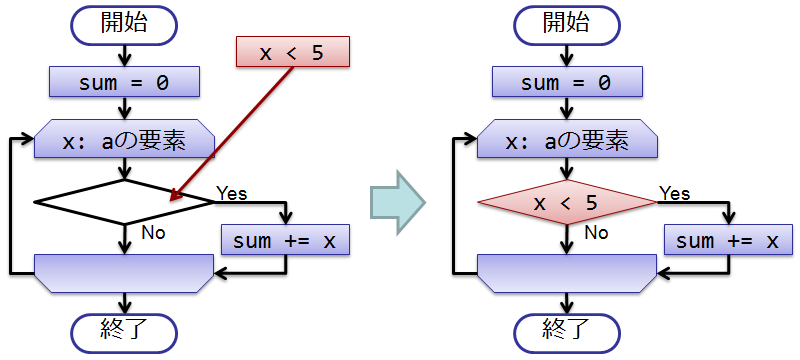 開始
x < 5
sum = 0
x: aの要素
Yes
No
sum += x
終了
開始
sum = 0
x: aの要素
x < 5
Yes
No
sum += x
終了